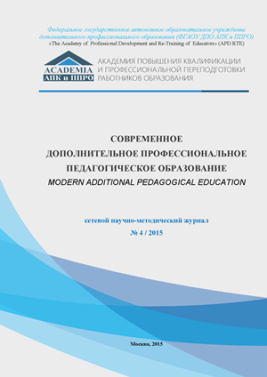 Федеральное государственное автономное образовательное учреждение
дополнительного профессионального образования (ФГАОУ ДПО АПК и ППРО)
«The Academy of Professional Development and Re-Training of Educators» (APD RTE)
ACADEMIA
АПК и ППРО
АКАДЕМИЯ ПОВЫШЕНИЯ КВАЛИФИКАЦИИ
И ПРОФЕССИОНАЛЬНОЙ ПЕРЕПОДГОТОВКИ
РАБОТНИКОВ ОБРАЗОВАНИЯ
СОВРЕМЕННОЕ
ДОПОЛНИТЕЛЬНОЕ ПРОФЕССИОНАЛЬНОЕ
ПЕДАГОГИЧЕСКОЕ ОБРАЗОВАНИЕ
MODERN ADDITIONAL PEDAGOGICAL EDUCATION
сетевой научно-методический журнал
№ 4 / 2015
Москва, 2015